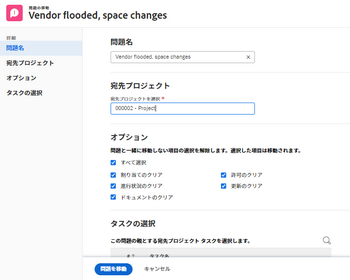 問題の移動
Vendor flooded, space changes
詳細
問題名
宛先プロジェクト
オプション
タスクの選択
問題名
Vendor flooded, space changes
宛先プロジェクト
宛先プロジェクトを選択 *
000002 - Project
オプション
問題と一緒に移動しない項目の選択を解除します。選択した項目は移動されます。
すべて選択
割り当てのクリア
許可のクリア
進行状況のクリア
更新のクリア
ドキュメントのクリア
タスクの選択
この問題の親とする宛先プロジェクト タスクを選択します。
タスク名
問題を移動
キャンセル